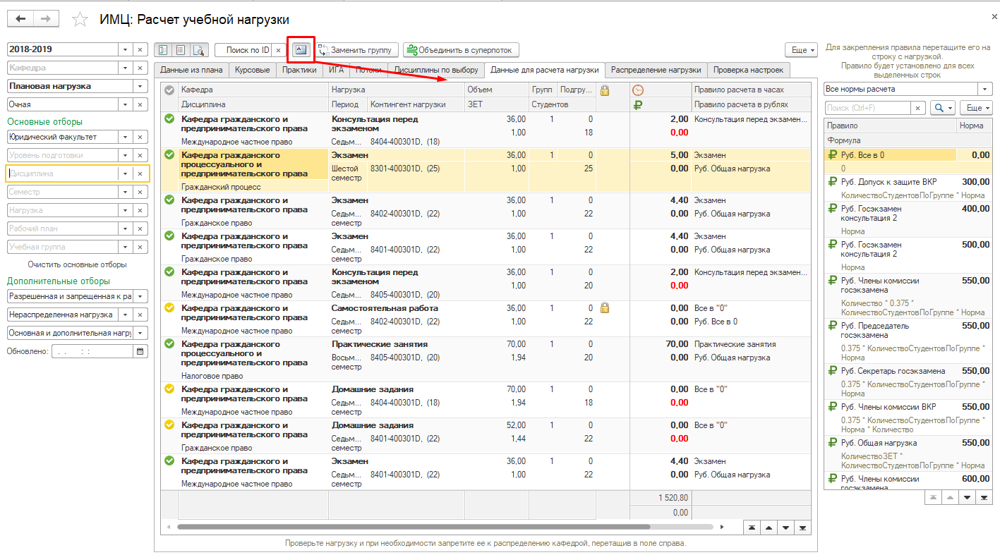 ИМЦ: Расчет учебной нагрузки
2018-2019
Кафедра
Плановая нагрузка
Очная
Основные отборы
Юридический Факультет
Уровень подготовки
Дисциплина
Семестр
Нагрузка
Рабочий план
Учебная группа
Очистить основные отборы
Дополнительные отборы
Разрешенная и запрещенная к ра
Нераспределенная нагрузка
Основная и дополнительная нагру
Обновлено: . . : :
Поиск по ID
Заменить группу
Объединить в суперпоток
Еще
Данные из плана
Курсовые
Практики
ИГА
Потоки
Дисциплины по выбору
Данные для расчета нагрузки
Распределение нагрузки
Проверка настроек
Кафедра Нагрузка Объем Групп Подгру... Правило расчета в часах
Дисциплина Период Контингент нагрузки ЗЕТ Студентов Правило расчета в рублях
Кафедра гражданского и Консультация перед 36,00 1 0 2,00 Консультация перед экзамен...
предпринимательского права экзаменом 1,00 18 0,00
Международное частное право Семестр 8404-400301D, (18)
Кафедра гражданского Экзамен 36,00 1 0 5,00 Экзамен
процессуального и Шестой 8301-400301D, (25) 1,00 25 0,00 Руб. Общая нагрузка
предпринимательского права семестр
Гражданский процесс
Кафедра гражданского и Экзамен 36,00 1 0 4,40 Экзамен
предпринимательского права Седьм... 8402-400301D, (22) 1,00 22 0,00 Руб. Общая нагрузка
Гражданское право семестр
Кафедра гражданского и Экзамен 36,00 1 0 4,40 Экзамен
предпринимательского права Седьм... 8401-400301D, (22) 1,00 22 0,00 Руб. Общая нагрузка
Гражданское право семестр
Кафедра гражданского и Консультация перед 36,00 1 0 2,00 Консультация перед экзамен...
предпринимательского права экзаменом 1,00 20 0,00
Международное частное право Седьм... 8405-400301D, (20)
Кафедра гражданского и Самостоятельная работа 36,00 1 0 0,00 Все в "0"
предпринимательского права Седьм... 8402-400301D, (22) 1,00 22 0,00 Руб. Все в 0
Международное частное право семестр
Кафедра гражданского Практические занятия 70,00 1 0 70,00 Практические занятия
процессуального и Восьм... 8405-400301D, (20) 1,94 20 0,00 Руб. Общая нагрузка
предпринимательского права семестр
Налоговое право
Кафедра гражданского и Домашние задания 70,00 1 0 0,00 Все в "0"
предпринимательского права Седьм... 8404-400301D, (18) 1,94 18 0,00
Международное частное право семестр
Кафедра гражданского и Домашние задания 52,00 1 0 0,00 Все в "0"
предпринимательского права Седьм... 8401-400301D, (22) 1,44 22 0,00
Гражданское право семестр
Кафедра гражданского и Экзамен 36,00 1 0 4,40 Экзамен
предпринимательского права Седьм... 8401-400301D, (22) 1,00 22 0,00 Руб. Общая нагрузка
Международное частное право семестр
1 520,80
0,00
Проверьте нагрузку и при необходимости запретите ее к распределению кафедрой, перетащив в поле справа.
Для закрепления правила перетащите его на
строку с нагрузкой.
Правило будет установлено для всех
выделенных строк
Все нормы расчета
Поиск (Ctrl+F)
Еще
Правило Норма
Формула
Руб. Все в 0 0,00
0
Руб. Допуск к защите ВКР 300,00
КоличествоСтудентовПоГруппе * Норма
Руб. Госэкзамен 400,00
консультация 2
Норма
Руб. Госэкзамен 500,00
консультация 2
Норма
Руб. Члены комиссии 550,00
госэкзамена
Количество * 0.375 *
КоличествоСтудентовПоГруппе * Норма
Руб. Председатель 550,00
госэкзамена
0.375 * КоличествоСтудентовПоГруппе *
Норма
Руб. Секретарь госэкзамена 550,00
0.375 * КоличествоСтудентовПоГруппе *
Норма
Руб. Члены комиссии ВКР 550,00
0.375 * КоличествоСтудентовПоГруппе *
Норма * Количество
Руб. Общая нагрузка 550,00
КоличествоЗЕТ *
КоличествоСтудентовПоГруппе * Норма
Руб. Члены комиссии 600,00
госэкзамена